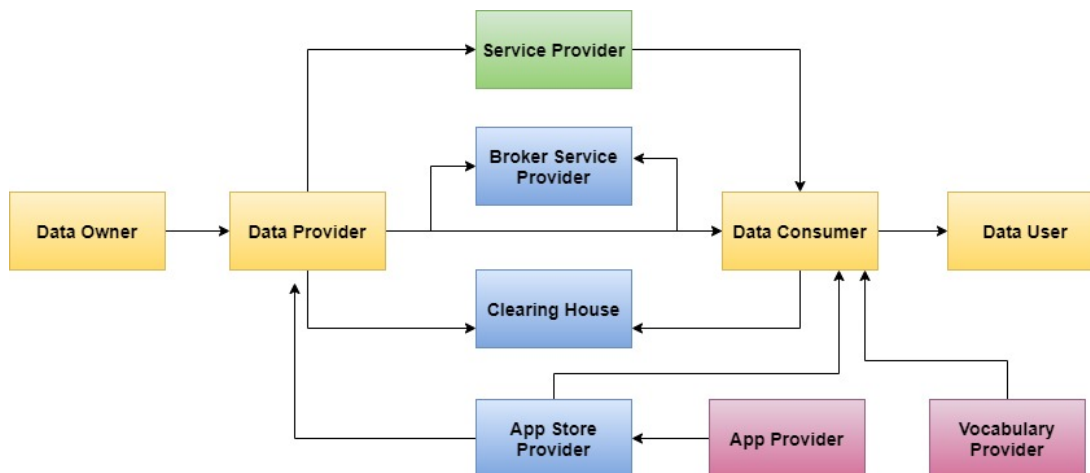 Service Provider
Broker Service
Provider
Data Owner
Data Provider
Data Consumer
Data User
Clearing House
App Store
Provider
App Provider
Vocabulary
Provider